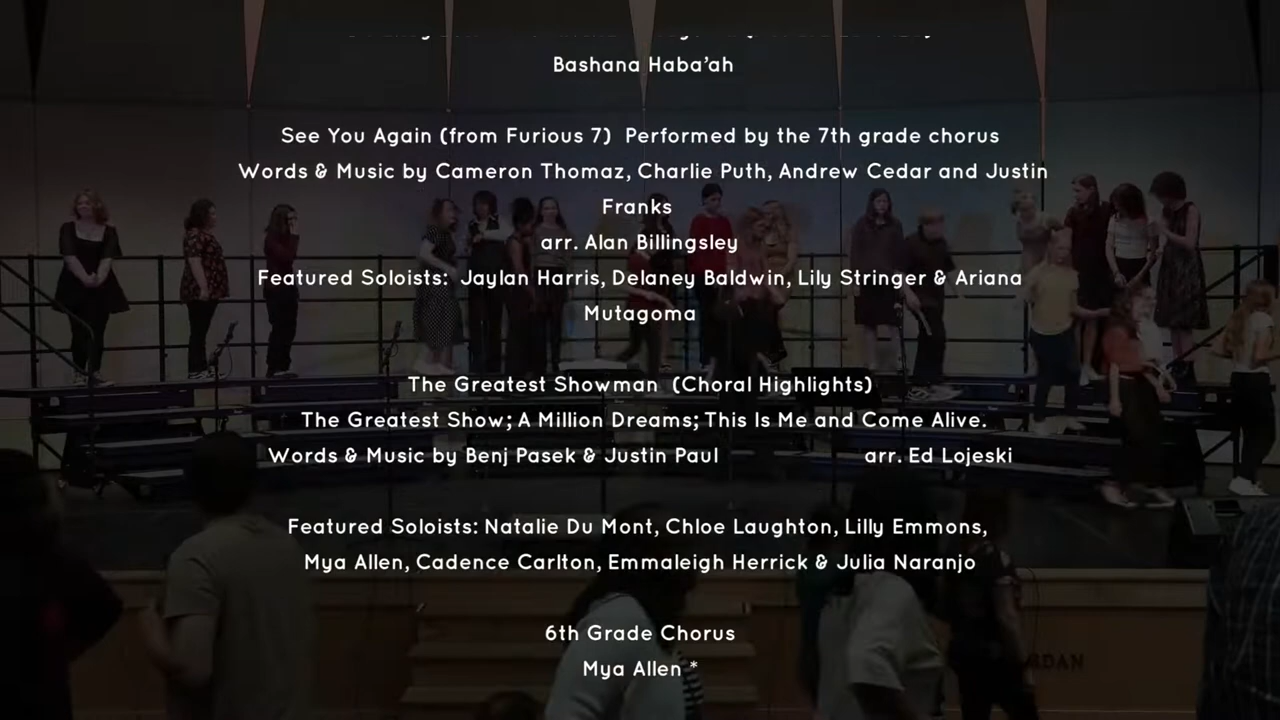 Bashana Haba’ah
See You Again (from Furious 7)  Performed by the 7th grade chorus
Words & Music by Cameron Thomaz, Charlie Puth, Andrew Cedar and Justin
Franks
arr. Alan Billingsley
Featured Soloists:  Jaylan Harris, Delaney Baldwin, Lily Stringer & Ariana
Mutagoma
The Greatest Showman  (Choral Highlights)
The Greatest Show; A Million Dreams; This Is Me and Come Alive.
Words & Music by Benj Pasek & Justin Paul arr. Ed Lojeski
Featured Soloists: Natalie Du Mont, Chloe Laughton, Lilly Emmons,
Mya Allen, Cadence Carlton, Emmaleigh Herrick & Julia Naranjo
6th Grade Chorus
Mya Allen *